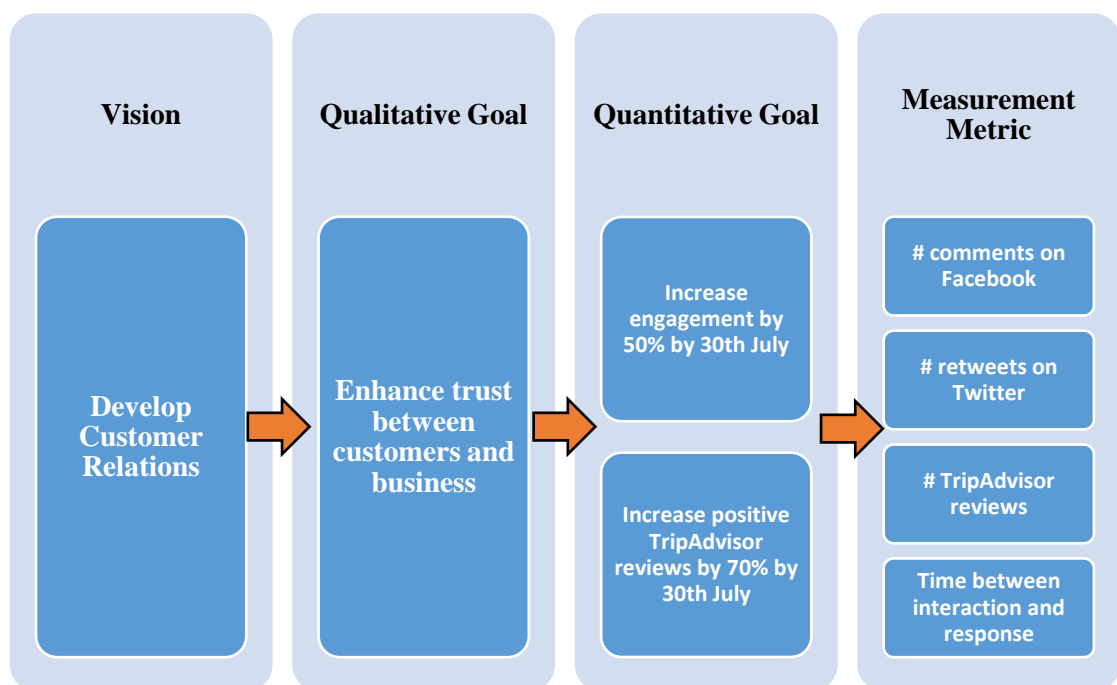 Vision
Develop
Customer
Relations
Qualitative Goal
Enhance trust
between
customers and
business
Quantitative Goal
Increase
engagement by
50% by 30th July
Increase positive
TripAdvisor
reviews by 70% by
30th July
Measurement
Metric
# comments on
Facebook
# retweets on
Twitter
# TripAdvisor
reviews
Time between
interaction and
response